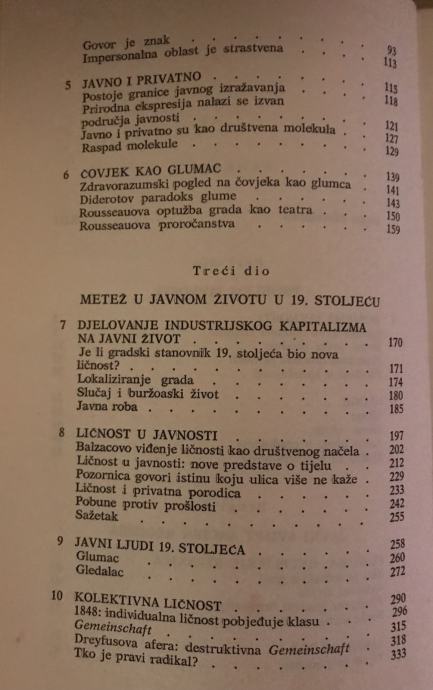 Govor je znak . . . . . . . 93
Impersonalna oblast je strastvena . . . . 113
5 JAVNO I PRIVATNO . . . . . . 115
Postoje granice javnog izražavanja . . . . 118
Prirodna ekspresija nalazi se izvan
područja javnosti . . . . . . 121
Javno i privatno su kao društvena molekula . . 127
Raspad molekule . . . . . . 129
6 ČOVJEK KAO GLUMAC . . . . . 139
Zdravorazumski pogled na čovjeka kao glumca . 141
Diderotov paradoks glume . . . . . 143
Rousseauova optužba grada kao teatra . . . 150
Rousseauova proročanstva . . . . . 159
Treći dio
METEŽ U JAVNOM ŽIVOTU U 19. STOLJEĆU
7 DJELOVANJE INDUSTRIJSKOG KAPITALIZMA
NA JAVNI ŽIVOT . . . . . . 170
Je li gradski stanovnik 19. stoljeća bio nova
ličnost? . . . . . . . . 171
Lokaliziranje grada . . . . . . 174
Slučaj i buržoaski život . . . . . 180
Javna roba . . . . . . . 185
8 LIČNOST U JAVNOSTI . . . . . . 197
Balzacovo viđenje ličnosti kao društvenog načela . 202
Ličnost u javnosti: nove predstave o tijelu . . 212
Pozornica govori istinu koju ulica više ne kaže . 229
Ličnost i privatna porodica . . . . . 233
Pobune protiv prošlosti . . . . . 242
Sažetak . . . . . . . . 255
9 JAVNI LJUDI 19. STOLJEĆA . . . . . 258
Glumac . . . . . . . . 260
Gledalac . . . . . . . . 272
10 KOLEKTIVNA LIČNOST . . . . . . 290
1848: individualna ličnost pobjeđuje klasu . . 296
Gemeinschaft . . . . . . . 315
Dreyfusova afera: destruktivna Gemeinschaft . . 318
Tko je pravi radikal? . . . . . . 333